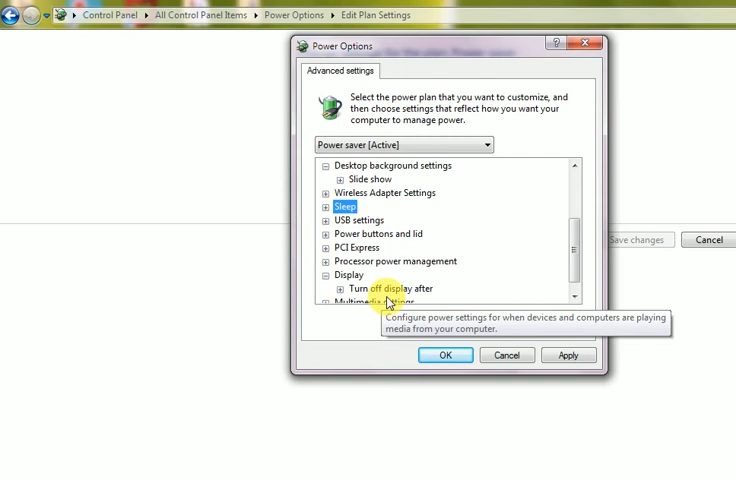 Control Panel ▸ All Control Panel Items ▸ Power Options ▸ Edit Plan Settings
Power Options
?
Advanced settings
Select the power plan that you want to customize, and
then choose settings that reflect how you want your
computer to manage power.
Power saver [Active]
Desktop background settings
Slide show
Wireless Adapter Settings
Sleep
USB settings
Power buttons and lid
PCI Express
Processor power management
Display
Turn off display after
Multimedia settings
Configure power settings for when devices and computers are playing
media from your computer.
OK Cancel Apply
Save changes Cancel